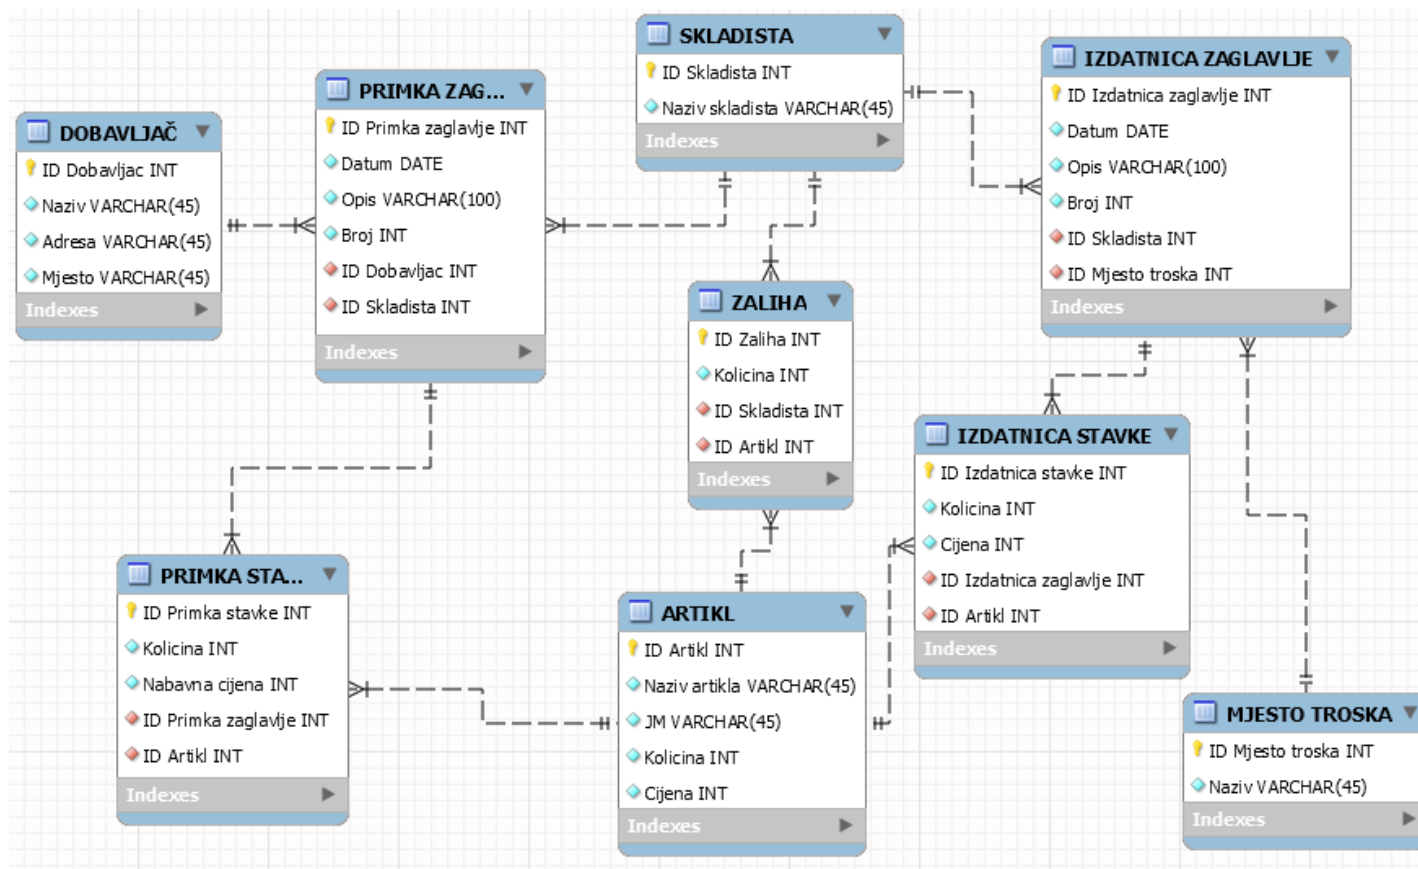 DOBAVLJAČ
ID Dobavljac INT
Naziv VARCHAR(45)
Adresa VARCHAR(45)
Mjesto VARCHAR(45)
Indexes
PRIMKA ZAG...
ID Primka zaglavlje INT
Datum DATE
Opis VARCHAR(100)
Broj INT
ID Dobavljac INT
ID Skladista INT
Indexes
SKLADISTA
ID Skladista INT
Naziv skladista VARCHAR(45)
Indexes
IZDATNICA ZAGLAVLJE
ID Izdatnica zaglavlje INT
Datum DATE
Opis VARCHAR(100)
Broj INT
ID Skladista INT
ID Mjesto troska INT
Indexes
ZALIHA
ID Zaliha INT
Kolicina INT
ID Skladista INT
ID Artikl INT
Indexes
IZDATNICA STAVKE
ID Izdatnica stavke INT
Kolicina INT
Cijena INT
ID Izdatnica zaglavlje INT
ID Artikl INT
Indexes
PRIMKA STA...
ID Primka stavke INT
Kolicina INT
Nabavna cijena INT
ID Primka zaglavlje INT
ID Artikl INT
Indexes
ARTIKL
ID Artikl INT
Naziv artikla VARCHAR(45)
JM VARCHAR(45)
Kolicina INT
Cijena INT
Indexes
MJESTO TROSKA
ID Mjesto troska INT
Naziv VARCHAR(45)
Indexes